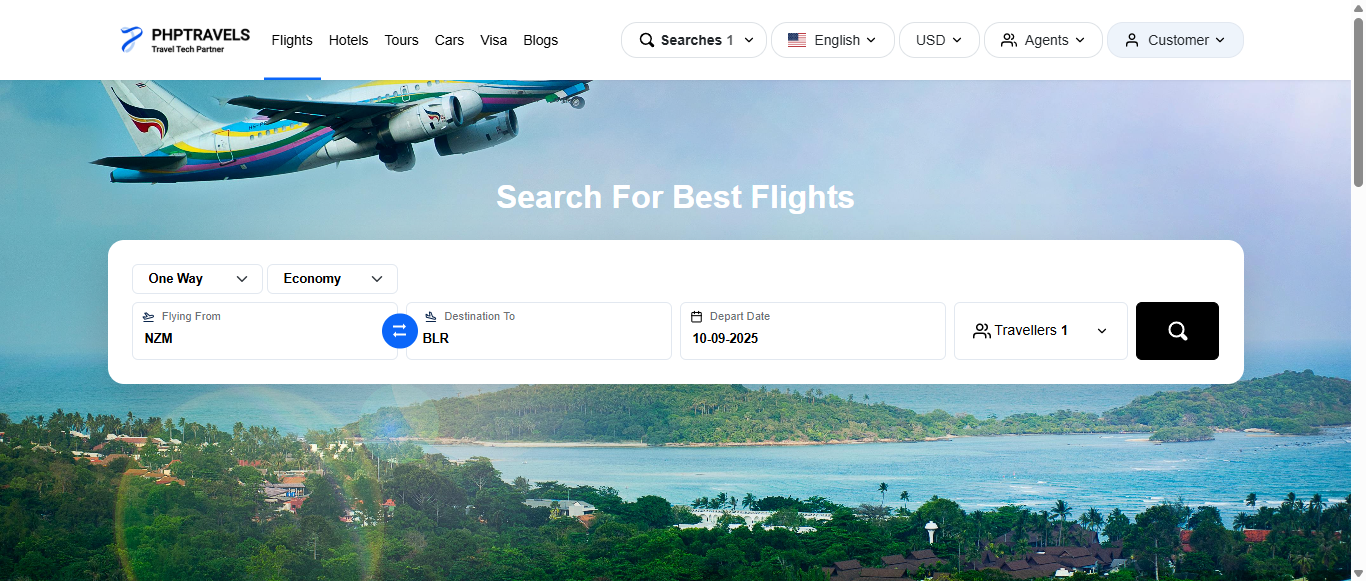 PHPTRAVELS
Travel Tech Partner
Flights Hotels Tours Cars Visa Blogs
Searches 1
English
USD
Agents
Customer
Search For Best Flights
One Way
Economy
Flying From
NZM
Destination To
BLR
Depart Date
10-09-2025
Travellers 1